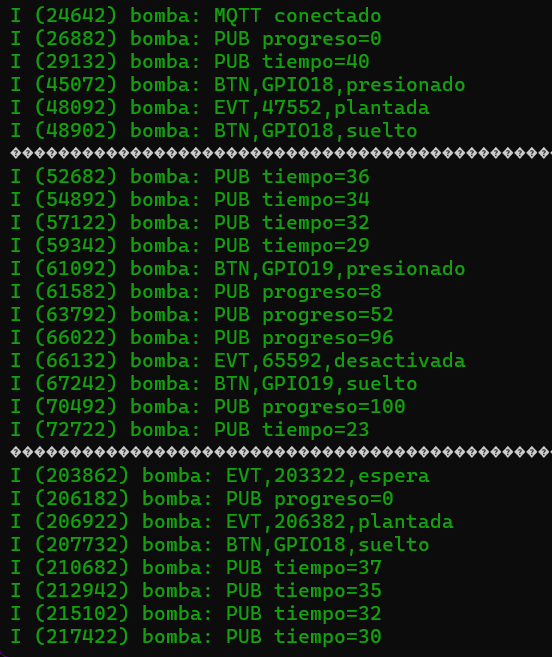 I (24642) bomba: MQTT conectado
I (26882) bomba: PUB progreso=0
I (29132) bomba: PUB tiempo=40
I (45072) bomba: BTN,GPIO18,presionado
I (48092) bomba: EVT,47552,plantada
I (48902) bomba: BTN,GPIO18,suelto
����������������������������������������������
I (52682) bomba: PUB tiempo=36
I (54892) bomba: PUB tiempo=34
I (57122) bomba: PUB tiempo=32
I (59342) bomba: PUB tiempo=29
I (61092) bomba: BTN,GPIO19,presionado
I (61582) bomba: PUB progreso=8
I (63792) bomba: PUB progreso=52
I (66022) bomba: PUB progreso=96
I (66132) bomba: EVT,65592,desactivada
I (67242) bomba: BTN,GPIO19,suelto
I (70492) bomba: PUB progreso=100
I (72722) bomba: PUB tiempo=23
����������������������������������������������
I (203862) bomba: EVT,203322,espera
I (206182) bomba: PUB progreso=0
I (206922) bomba: EVT,206382,plantada
I (207732) bomba: BTN,GPIO18,suelto
I (210682) bomba: PUB tiempo=37
I (212942) bomba: PUB tiempo=35
I (215102) bomba: PUB tiempo=32
I (217422) bomba: PUB tiempo=30